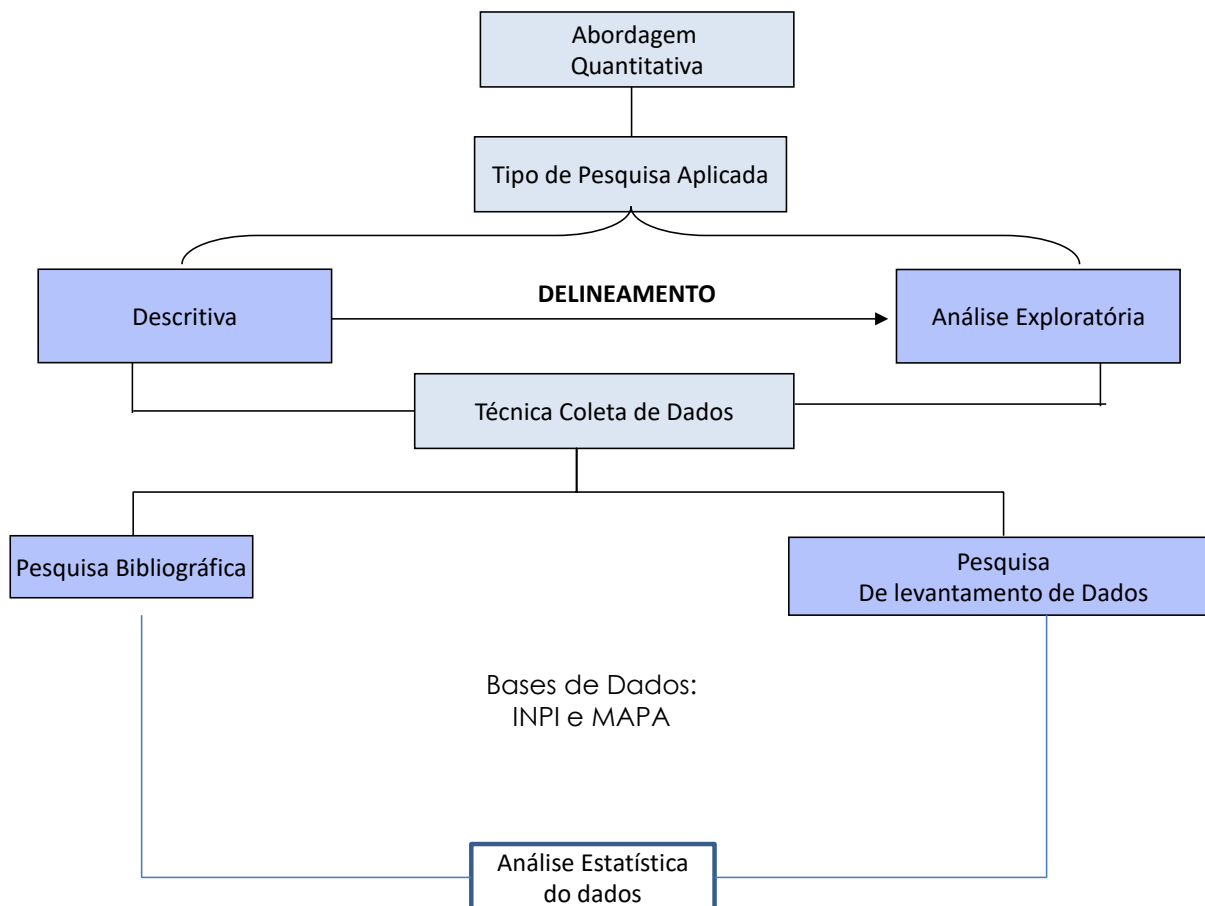 Abordagem
Quantitativa
Tipo de Pesquisa Aplicada
Descritiva
DELINEAMENTO
Análise Exploratória
Técnica Coleta de Dados
Pesquisa Bibliográfica
Pesquisa
De levantamento de Dados
Bases de Dados:
INPI e MAPA
Análise Estatística
do dados